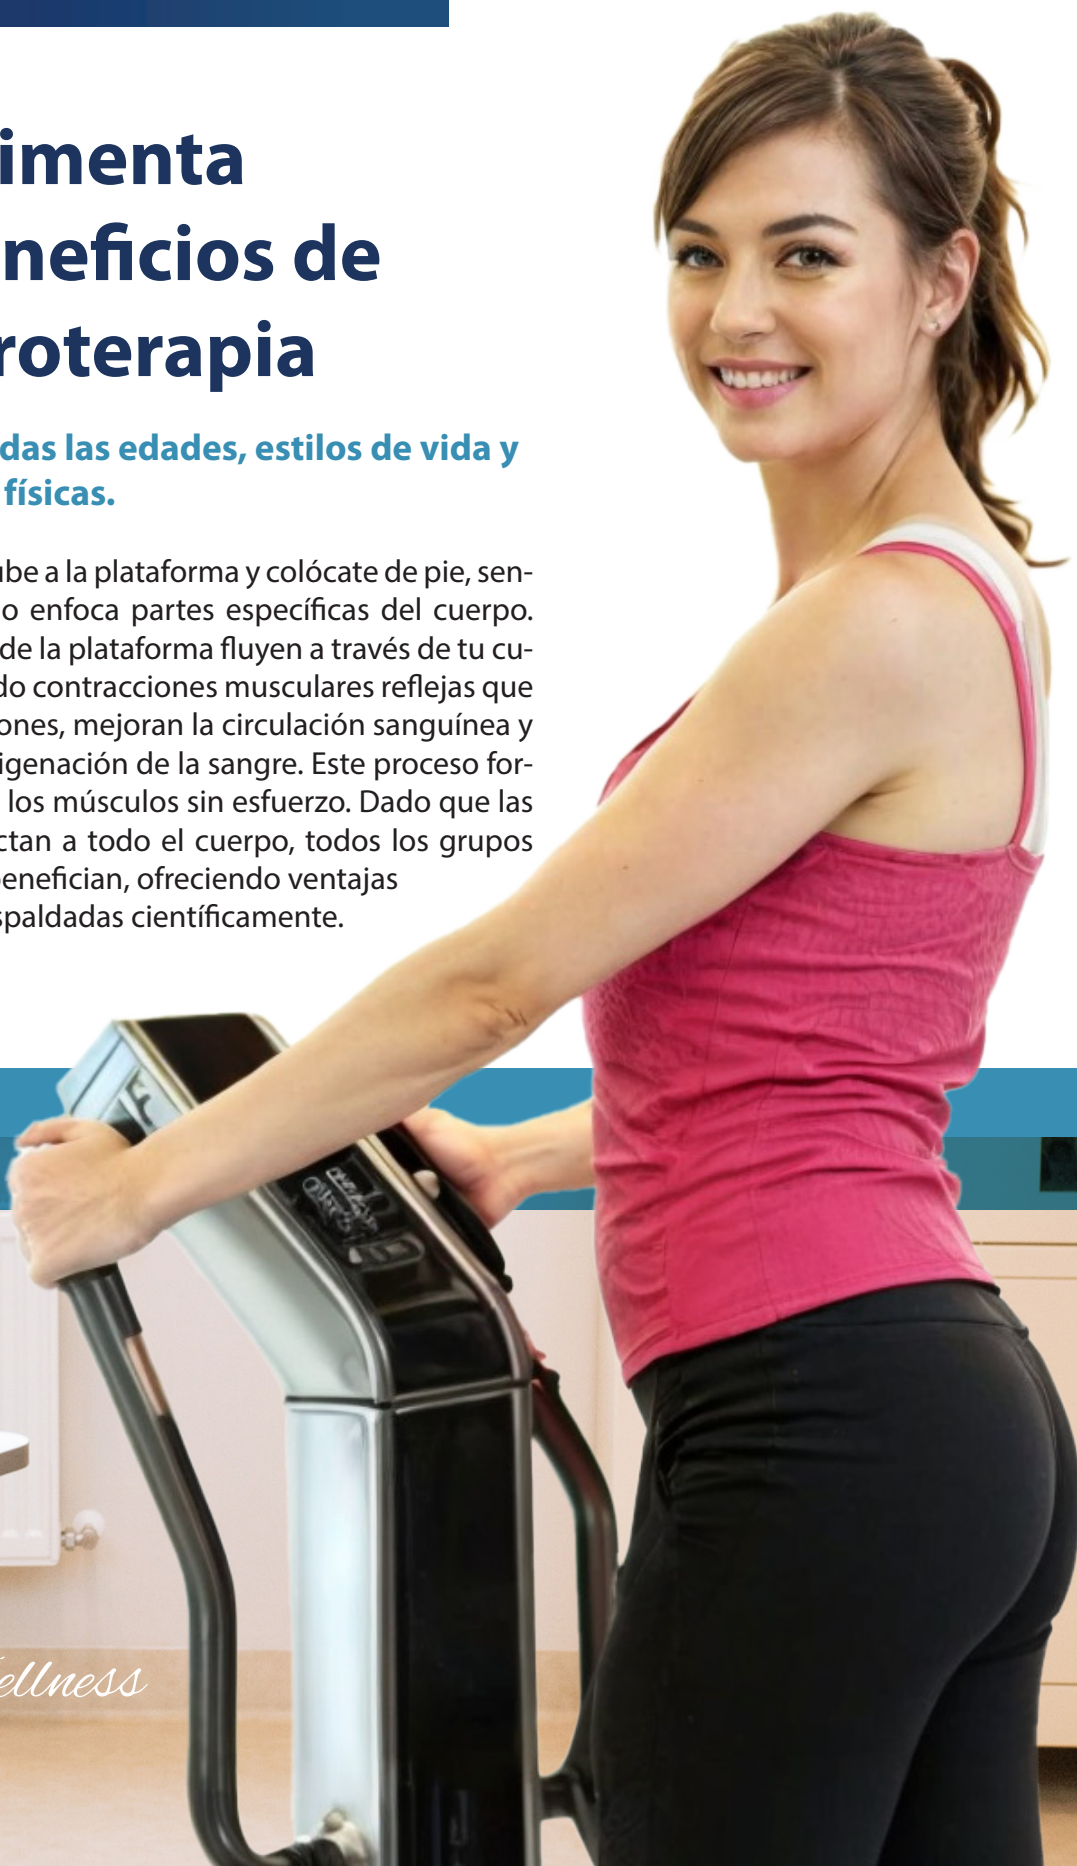 imenta
neficios de
roterapia
das las edades, estilos de vida y
físicas.
ube a la plataforma y colócate de pie, sen-
o enfoca partes específicas del cuerpo.
de la plataforma fluyen a través de tu cu-
do contracciones musculares reflejas que
ones, mejoran la circulación sanguínea y
igenación de la sangre. Este proceso for-
los músculos sin esfuerzo. Dado que las
ctan a todo el cuerpo, todos los grupos
benefician, ofreciendo ventajas
spaldadas científicamente.
ellness